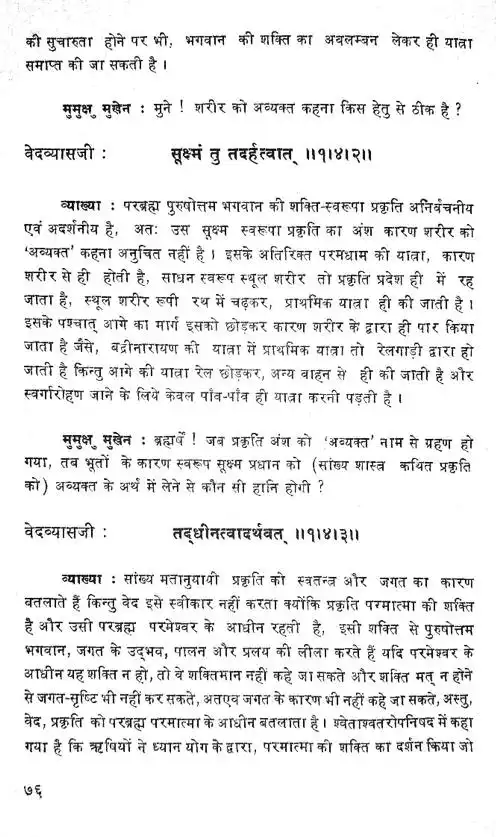 की सुचारुता होने पर भी, भगवान की शक्ति का अवलम्बन लेकर ही यात्रा
समाप्त की जा सकती है ।
मुमुक्षु मुखेन : मुने ! शरीर को अव्यक्त कहना किस हेतु से ठीक है ?
वेदव्यासजी : सूक्ष्मं तु तदर्हत्वात् ॥१।४।२॥
व्याख्या : परब्रह्म पुरुषोत्तम भगवान की शक्ति-स्वरूपा प्रकृति अनिर्वचनीय
एवं अदर्शनीय है, अतः उस सूक्ष्म स्वरूपा प्रकृति का अंश कारण शरीर को
'अव्यक्त' कहना अनुचित नहीं है । इसके अतिरिक्त परमधाम की यात्रा, कारण
शरीर से ही होती है, साधन स्वरूप स्थूल शरीर तो प्रकृति प्रदेश ही में रह
जाता है, स्थूल शरीर रूपी रथ में चढ़कर, प्राथमिक यात्रा ही की जाती है ।
इसके पश्चात् आगे का मार्ग इसको छोड़कर कारण शरीर के द्वारा ही पार किया
जाता है जैसे, बद्रीनारायण की यात्रा में प्राथमिक यात्रा तो रेलगाड़ी द्वारा हो
जाती है किन्तु आगे की यात्रा रेल छोड़कर, अन्य वाहन से ही की जाती है और
स्वर्गारोहण जाने के लिये केवल पाँव-पाँव ही यात्रा करनी पड़ती है ।
मुमुक्षु मुखेन : ब्रह्मर्षे ! जब प्रकृति अंश को 'अव्यक्त' नाम से ग्रहण हो
गया, तब भूतों के कारण स्वरूप सूक्ष्म प्रधान को (सांख्य शास्त्र कथित प्रकृति
को) अव्यक्त के अर्थ में लेने से कौन सी हानि होगी ?
वेदव्यासजी : तद्धीनत्वादर्थवत् ॥१।४।३॥
व्याख्या : सांख्य मतानुयायी प्रकृति को स्वतन्त्र और जगत का कारण
बतलाते हैं किन्तु वेद इसे स्वीकार नहीं करता क्योंकि प्रकृति परमात्मा की शक्ति
है और उसी परब्रह्म परमेश्वर के आधीन रहती है, इसी शक्ति से पुरुषोत्तम
भगवान, जगत के उद्भव, पालन और प्रलय की लीला करते हैं यदि परमेश्वर के
आधीन यह शक्ति न हो, तो वे शक्तिमान नहीं कहे जा सकते और शक्ति मत् न होने
से जगत-सृष्टि भी नहीं कर सकते, अतएव जगत के कारण भी नहीं कहे जा सकते, अस्तु,
वेद, प्रकृति को परब्रह्म परमात्मा के आधीन बतलाता है । श्वेताश्वतरोपनिषद में कहा
गया है कि ऋषियों ने ध्यान योग के द्वारा, परमात्मा की शक्ति का दर्शन किया जो
७६